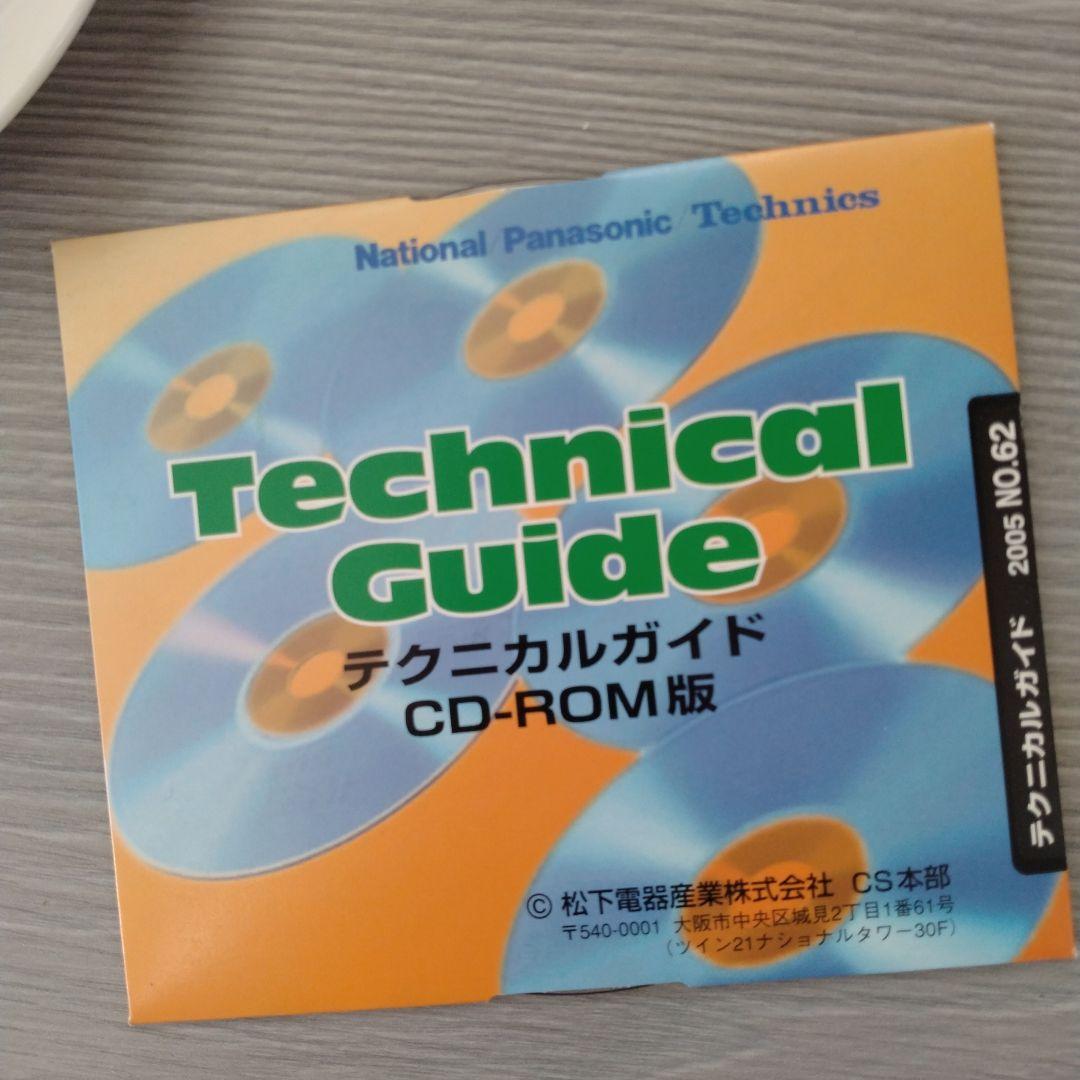 National/Panasonic/Technics
Technical
Guide
テクニカルガイド
CD-ROM版
テクニカルガイド 2005 NO.62
© 松下電器産業株式会社 CS本部
〒540-0001 大阪市中央区城見2丁目1番61号
(ツイン21ナショナルタワー30F)